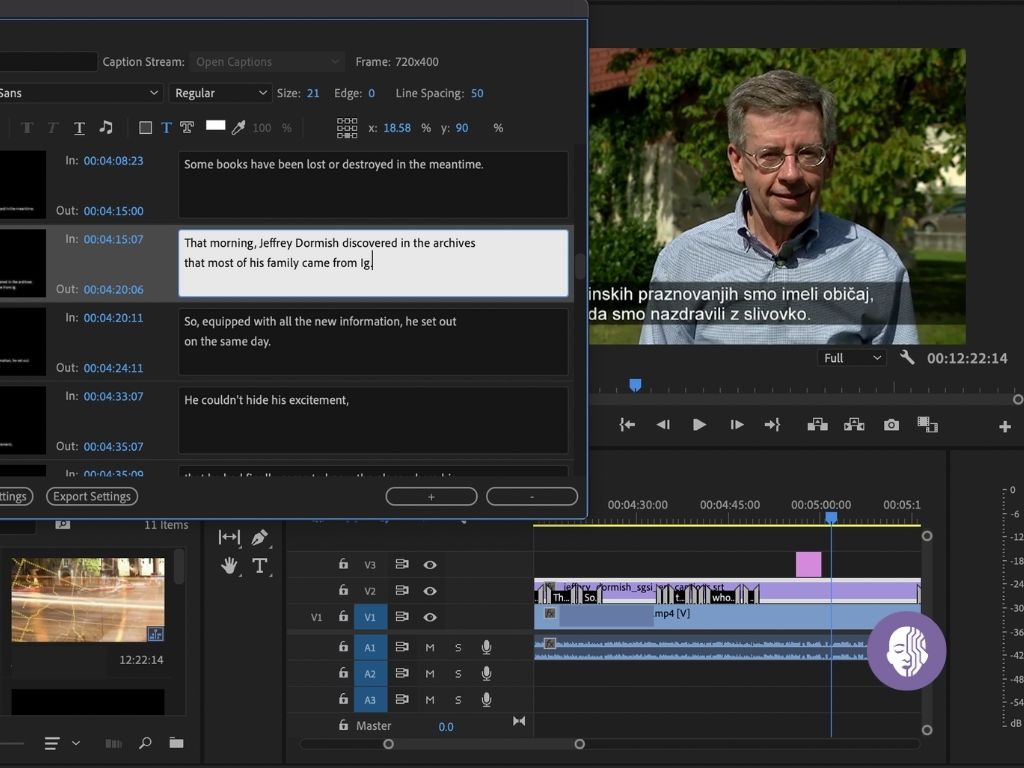 Caption Stream: Open Captions Frame: 720x400
Sans Regular Size: 21 Edge: 0 Line Spacing: 50
T T T T T 100 % x: 18.58 % y: 90 %
In: 00:04:08:23 Some books have been lost or destroyed in the meantime.
Out: 00:04:15:00
In: 00:04:15:07 That morning, Jeffrey Dormish discovered in the archives
that most of his family came from Ig.
Out: 00:04:20:06
In: 00:04:20:11 So, equipped with all the new information, he set out
on the same day.
Out: 00:04:24:11
In: 00:04:33:07 He couldn't hide his excitement,
Out: 00:04:35:07
In: 00:04:35:09
ttings Export Settings + -
inskih praznovanjih smo imeli običaj,
da smo nazdravili z slivovko.
Full 00:12:22:14
11 Items
12:22:14
T
00:04:30:00 00:04:45:00 00:05:00:00 00:05:1
V3
V2 jeffrey_dormish_sgsi_en_captions.srt
Th... So. t... who..
V1 V1 fx mp4 [V]
A1 M S fx
A2 M S
A3 M S
Master 0.0
0
-6
-12
-18
-24
-30
-36
-42
-48
-54
dB